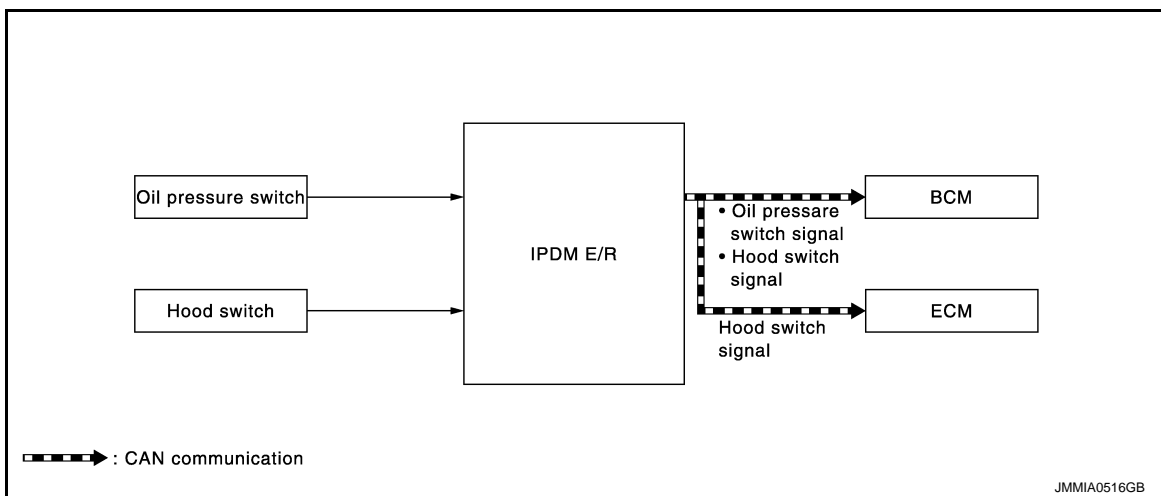 Oil pressure switch
Hood switch
IPDM E/R
• Oil pressare
switch signal
• Hood switch
signal
Hood switch
signal
BCM
ECM
: CAN communication
JMMIA0516GB